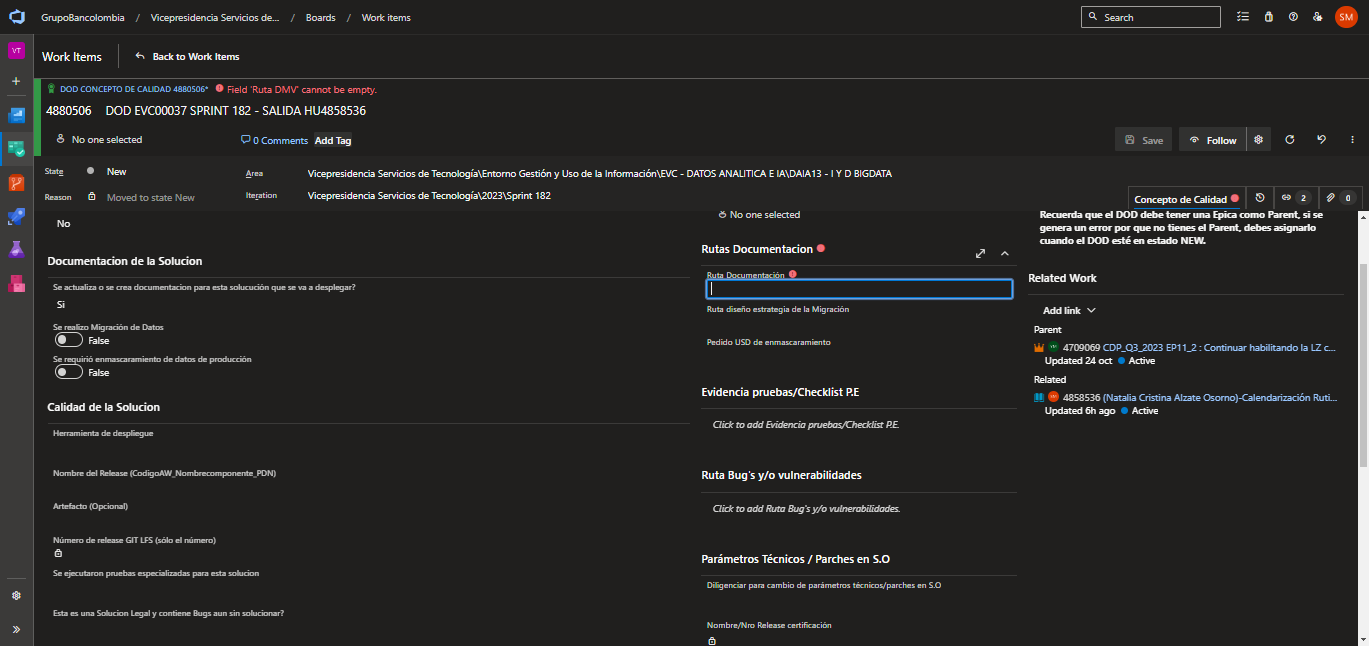 GrupoBancolombia / Vicepresidencia Servicios de... / Boards / Work items
Search
SM
VT
Work Items
Back to Work Items
DOD CONCEPTO DE CALIDAD 4880506* Field 'Ruta DMV' cannot be empty.
4880506 DOD EVC00037 SPRINT 182 - SALIDA HU4858536
No one selected
0 Comments
Add Tag
Save
Follow
State
New
Area
Vicepresidencia Servicios de Tecnología\Entorno Gestión y Uso de la Información\EVC - DATOS ANALITICA E IA\DAIA13 - I Y D BIGDATA
Reason
Moved to state New
Iteration
Vicepresidencia Servicios de Tecnología\2023\Sprint 182
Concepto de Calidad
2
0
No
Documentacion de la Solucion
Se actualiza o se crea documentacion para esta solucución que se va a desplegar?
Si
Se realizo Migración de Datos
False
Se requirió enmascaramiento de datos de producción
False
Calidad de la Solucion
Herramienta de despliegue
Nombre del Release (CodigoAW_Nombrecomponente_PDN)
Artefacto (Opcional)
Número de release GIT LFS (sólo el número)
Se ejecutaron pruebas especializadas para esta solucion
Esta es una Solucion Legal y contiene Bugs aun sin solucionar?
No one selected
Rutas Documentacion
Ruta Documentación
Ruta diseño estrategia de la Migración
Pedido USD de enmascaramiento
Evidencia pruebas/Checklist P.E
Click to add Evidencia pruebas/Checklist P.E.
Ruta Bug's y/o vulnerabilidades
Click to add Ruta Bug's y/o vulnerabilidades.
Parámetros Técnicos / Parches en S.O
Diligenciar para cambio de parámetros técnicos/parches en S.O
Nombre/Nro Release certificación
Recuerda que el DOD debe tener una Epica como Parent, si se
genera un error por que no tienes el Parent, debes asignarlo
cuando el DOD esté en estado NEW.
Related Work
Add link
Parent
4709069 CDP_Q3_2023 EP11_2 : Continuar habilitando la LZ c...
Updated 24 oct Active
Related
4858536 (Natalia Cristina Alzate Osorno)-Calendarización Ruti...
Updated 6h ago Active